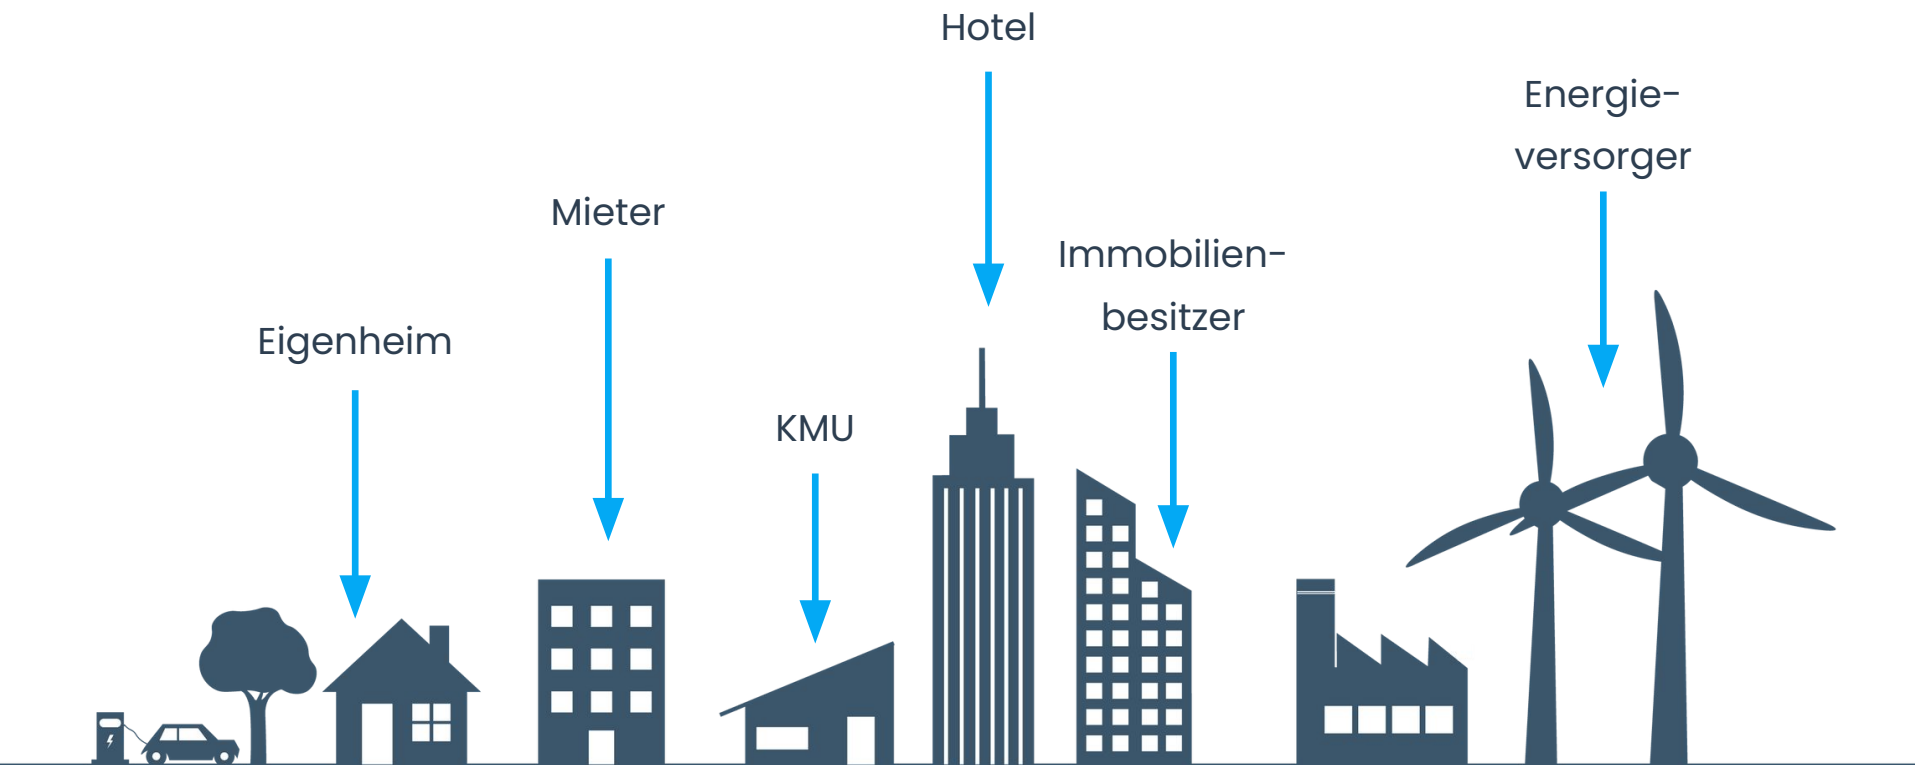 Hotel
Energie-
versorger
Mieter
Immobilien-
besitzer
Eigenheim
KMU